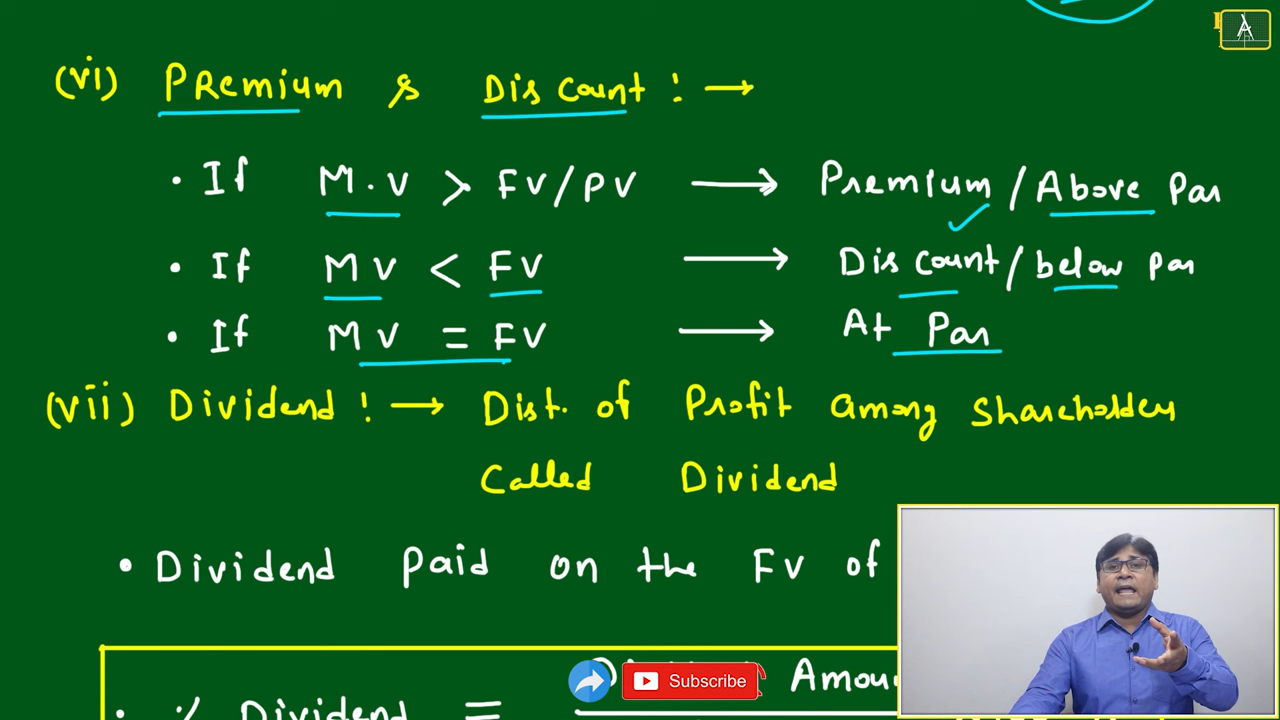 (vi) Premium & Discount :→
• If M.V > FV/PV → Premium / Above Par
• If MV < FV → Discount / below par
• If MV = FV → At Par
(vii) Dividend :→ Dist. of Profit among Shareholders
Called Dividend
• Dividend Paid on the FV of
• % Dividend =
Subscribe